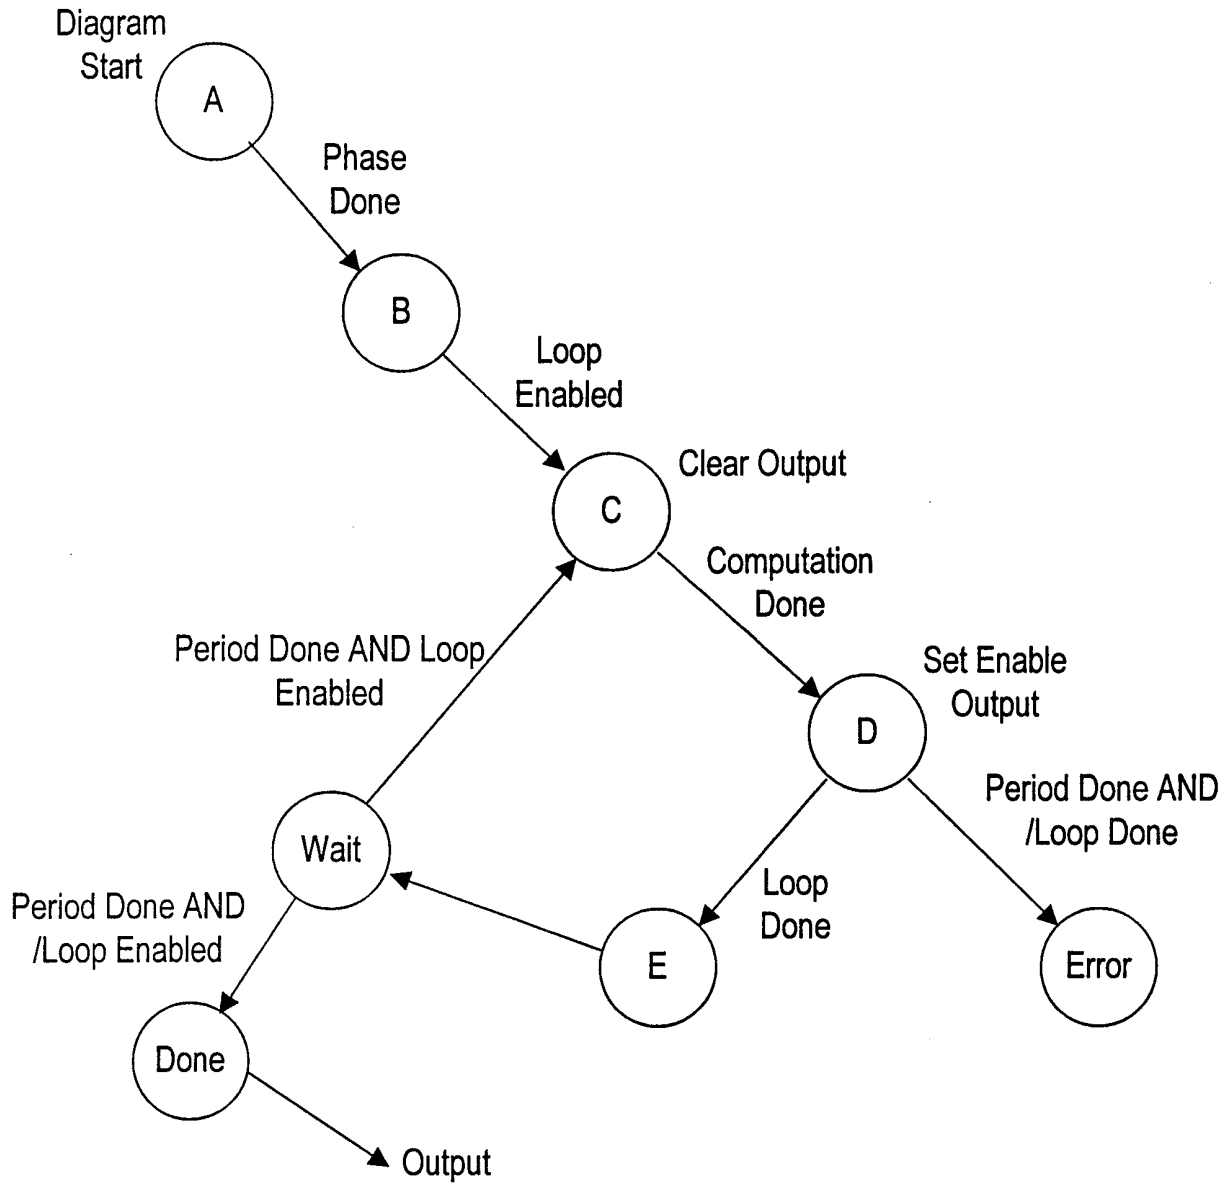 Diagram
Start
A
Phase
Done
B
Loop
Enabled
C
Clear Output
Computation
Done
Period Done AND Loop
Enabled
Set Enable
Output
D
Period Done AND
/Loop Done
Wait
Loop
Done
Period Done AND
/Loop Enabled
E
Error
Done
Output